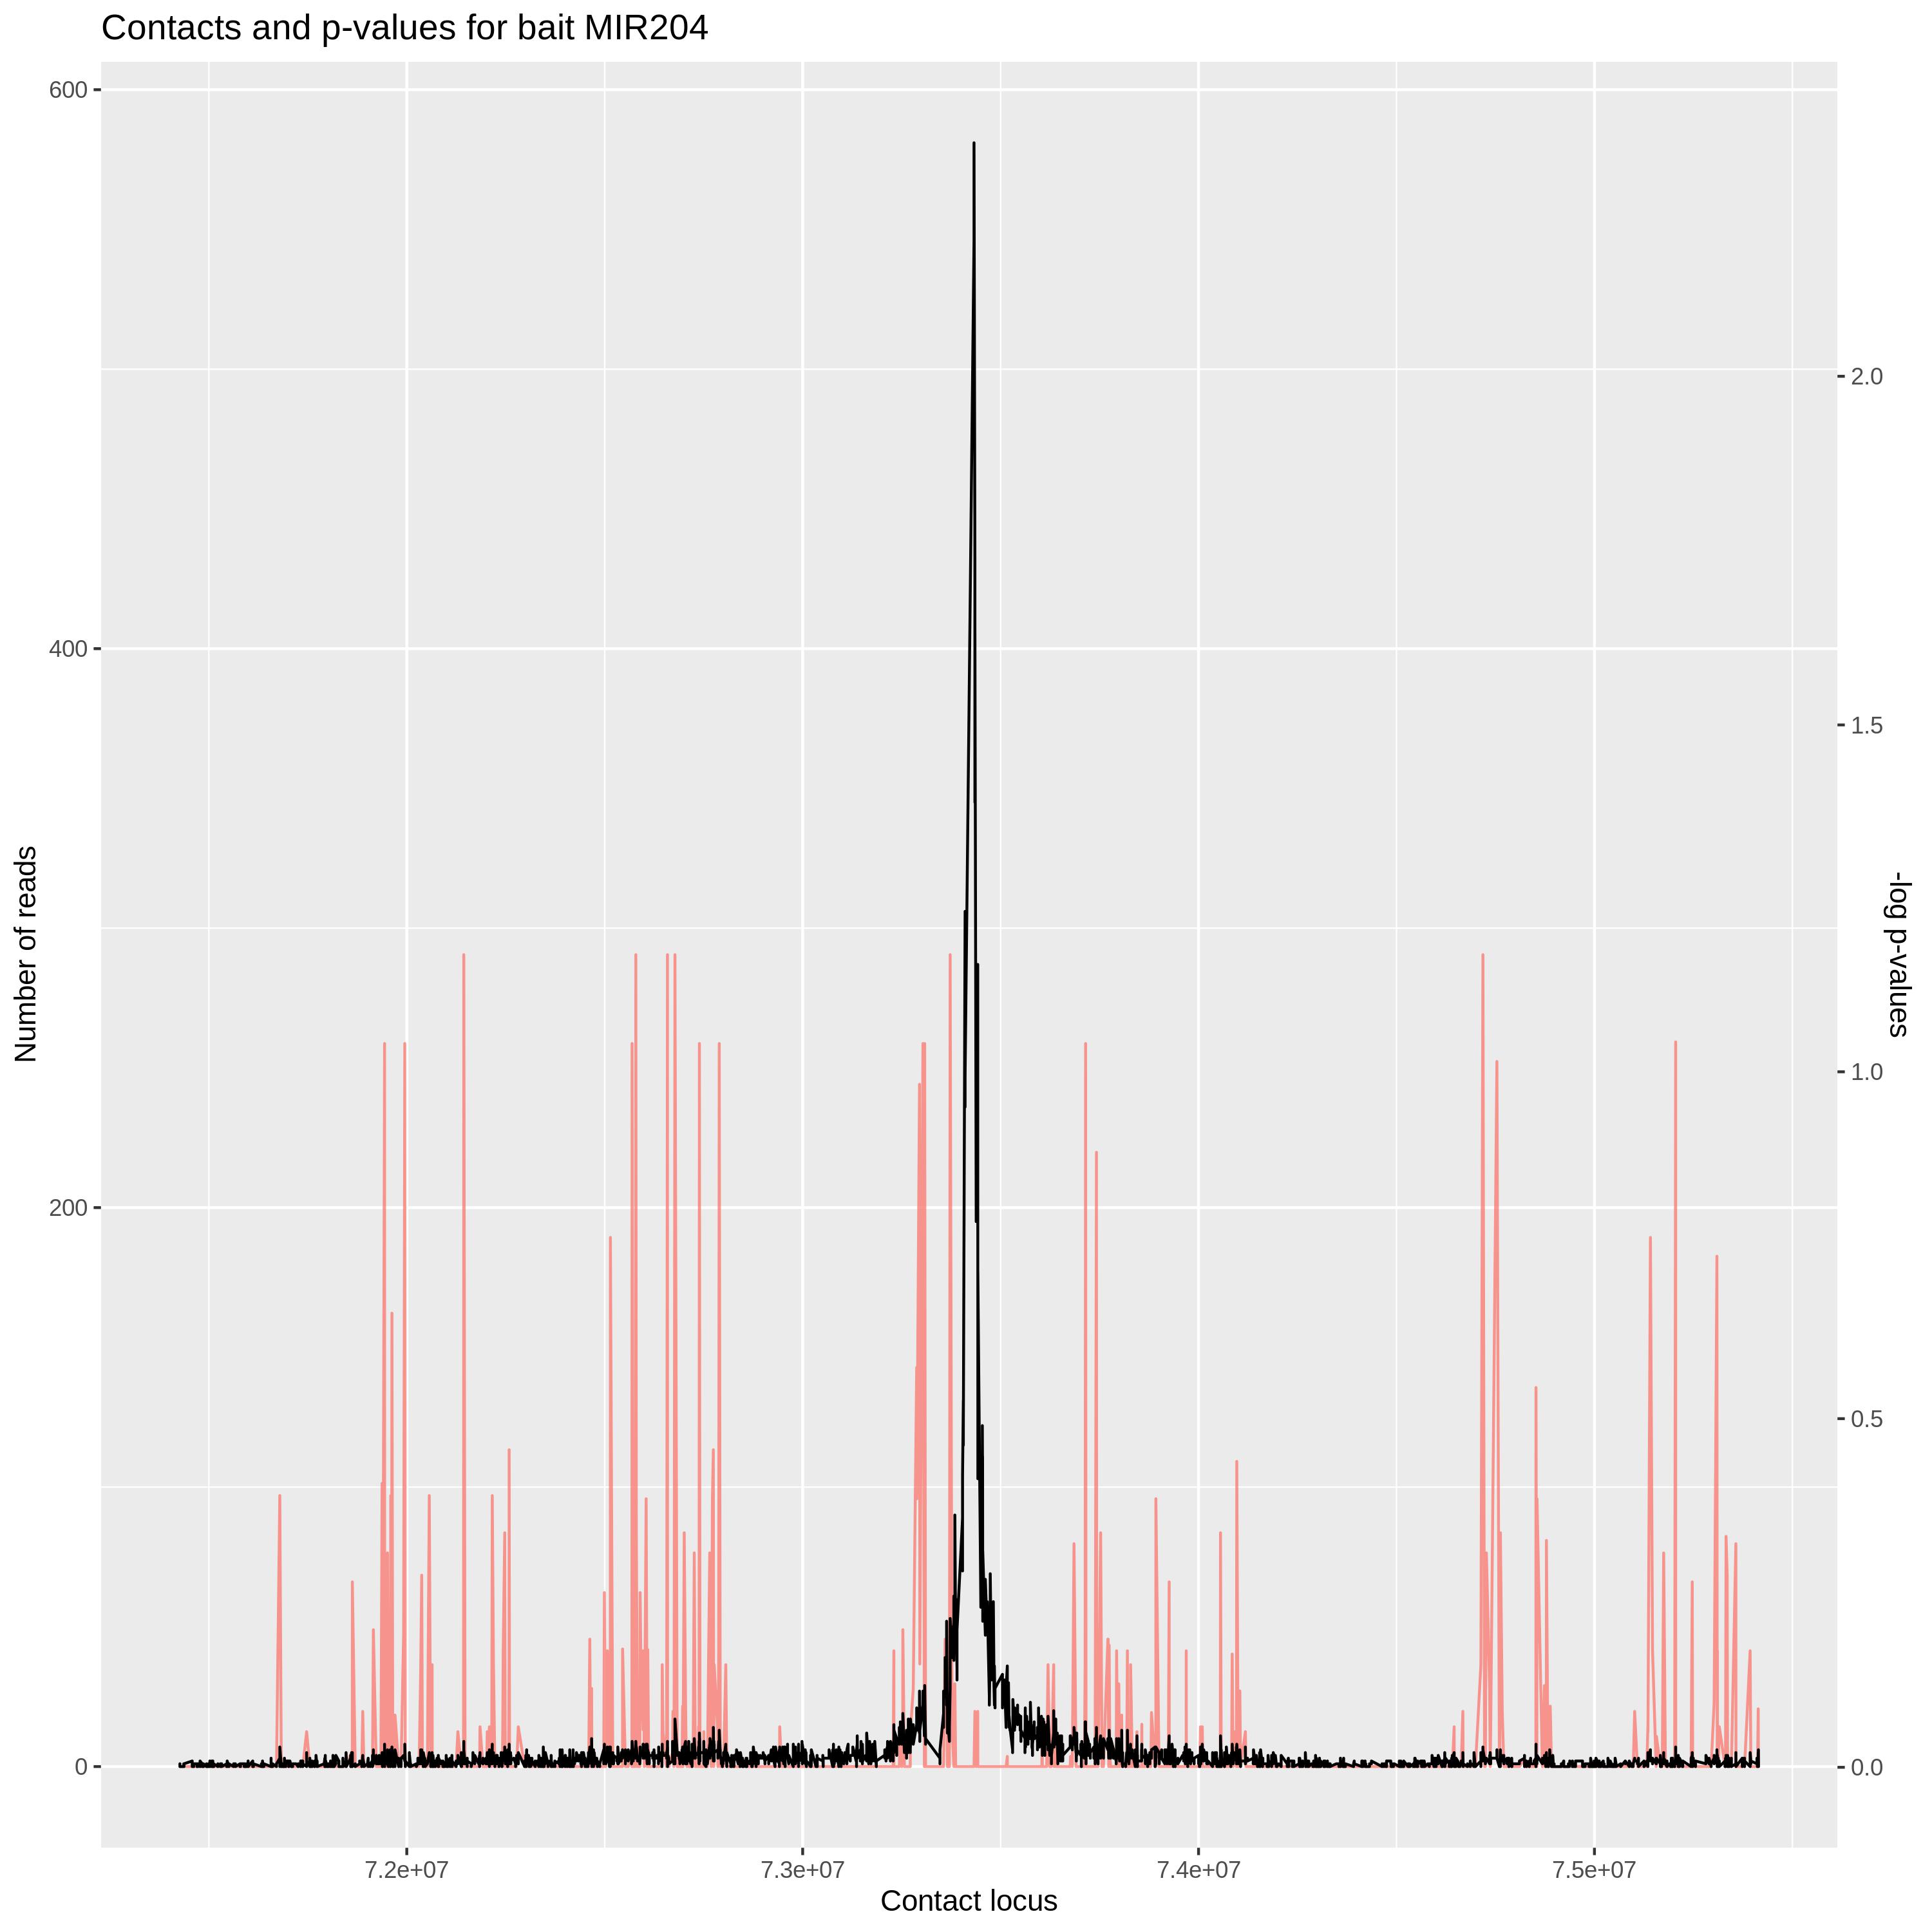 Contacts and p-values for bait MIR204
600
400
200
0
Number of reads
2.0
1.5
1.0
0.5
0.0
-log p-values
7.2e+07 7.3e+07 7.4e+07 7.5e+07
Contact locus